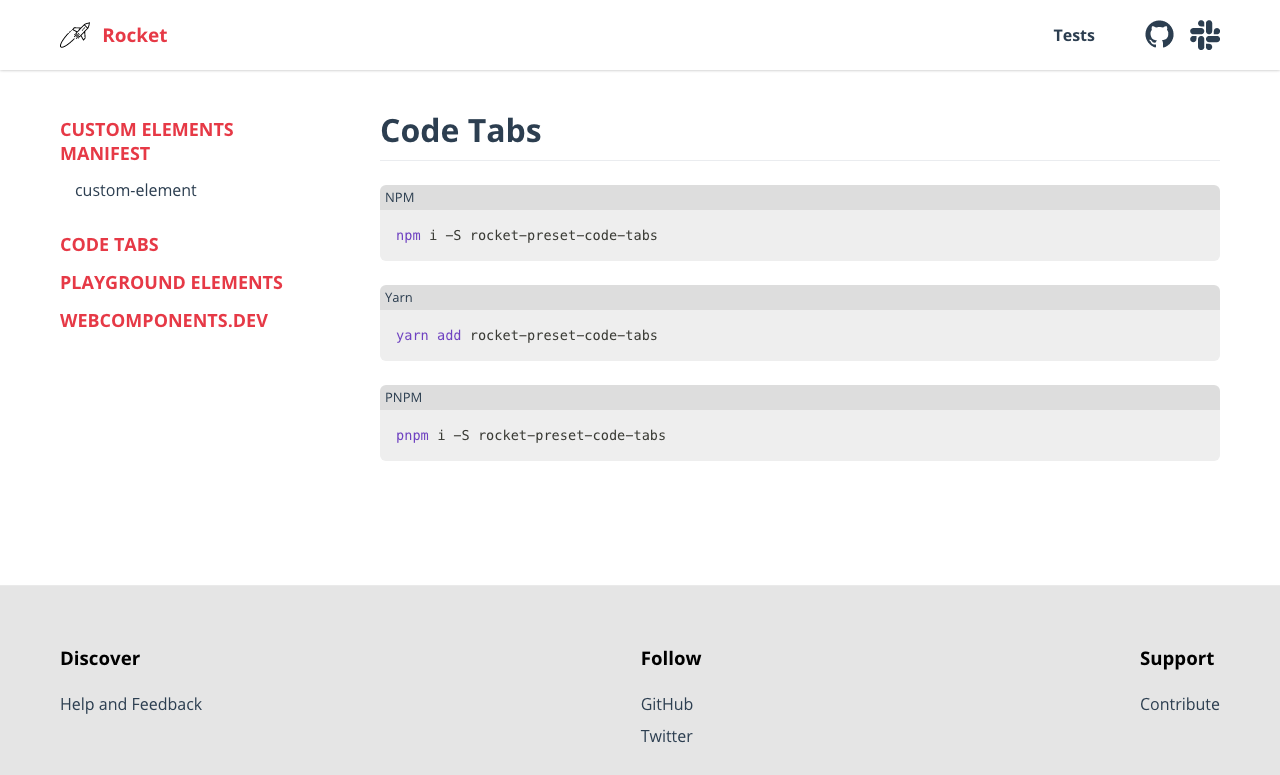 Rocket
Tests
CUSTOM ELEMENTS
MANIFEST
custom-element
CODE TABS
PLAYGROUND ELEMENTS
WEBCOMPONENTS.DEV
Code Tabs
NPM
npm i -S rocket-preset-code-tabs
Yarn
yarn add rocket-preset-code-tabs
PNPM
pnpm i -S rocket-preset-code-tabs
Discover
Help and Feedback
Follow
GitHub
Twitter
Support
Contribute